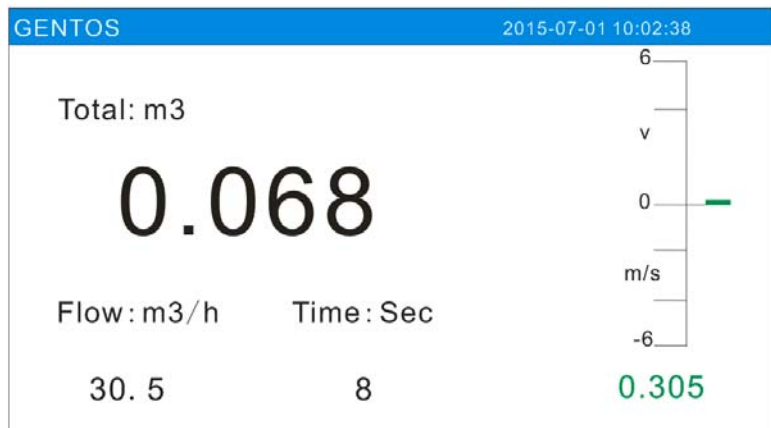 GENTOS 2015-07-01 10:02:38
6
Total: m3
v
0.068
0
m/s
Flow: m3/h Time: Sec
-6
30.5 8 0.305